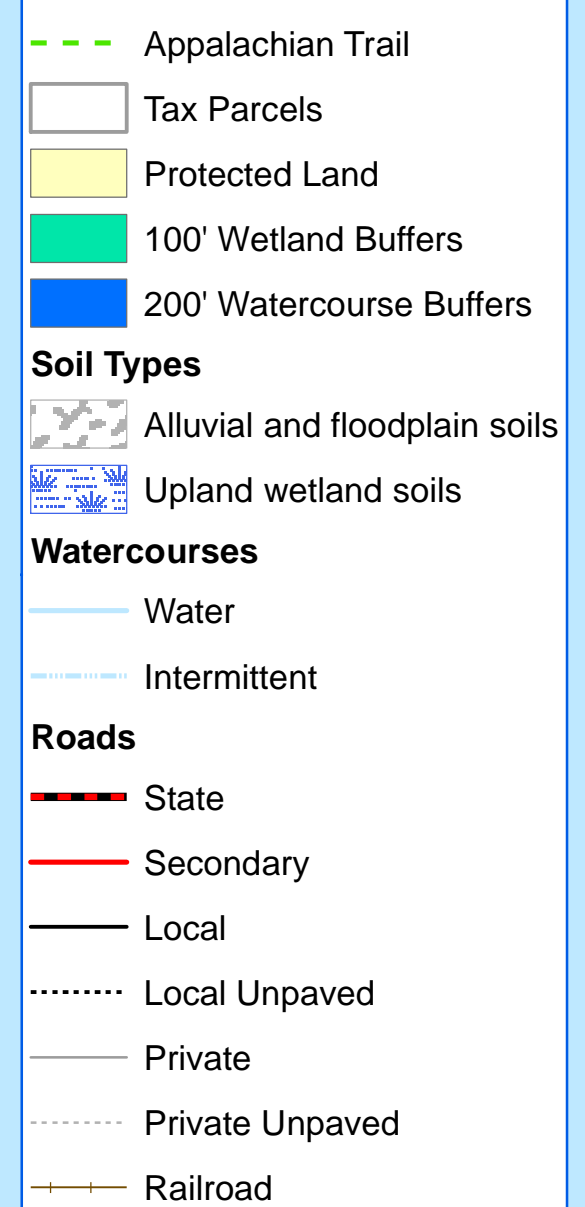 Appalachian Trail
Tax Parcels
Protected Land
100' Wetland Buffers
200' Watercourse Buffers
Soil Types
Alluvial and floodplain soils
Upland wetland soils
Watercourses
Water
Intermittent
Roads
State
Secondary
Local
Local Unpaved
Private
Private Unpaved
Railroad